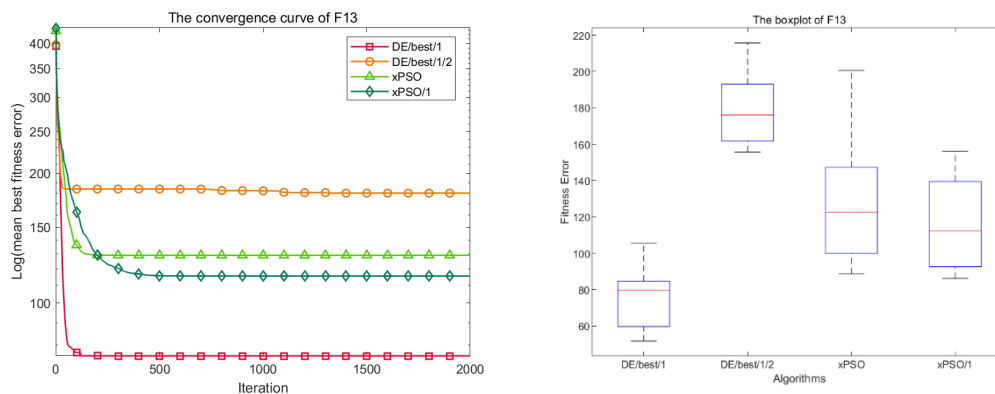 The convergence curve of F13
Log(mean best fitness error)
400
350
300
250
200
150
100
0
500
1000
1500
2000
Iteration
DE/best/1
DE/best/1/2
xPSO
xPSO/1
The boxplot of F13
Fitness Error
220
200
180
160
140
120
100
80
60
DE/best/1
DE/best/1/2
xPSO
xPSO/1
Algorithms